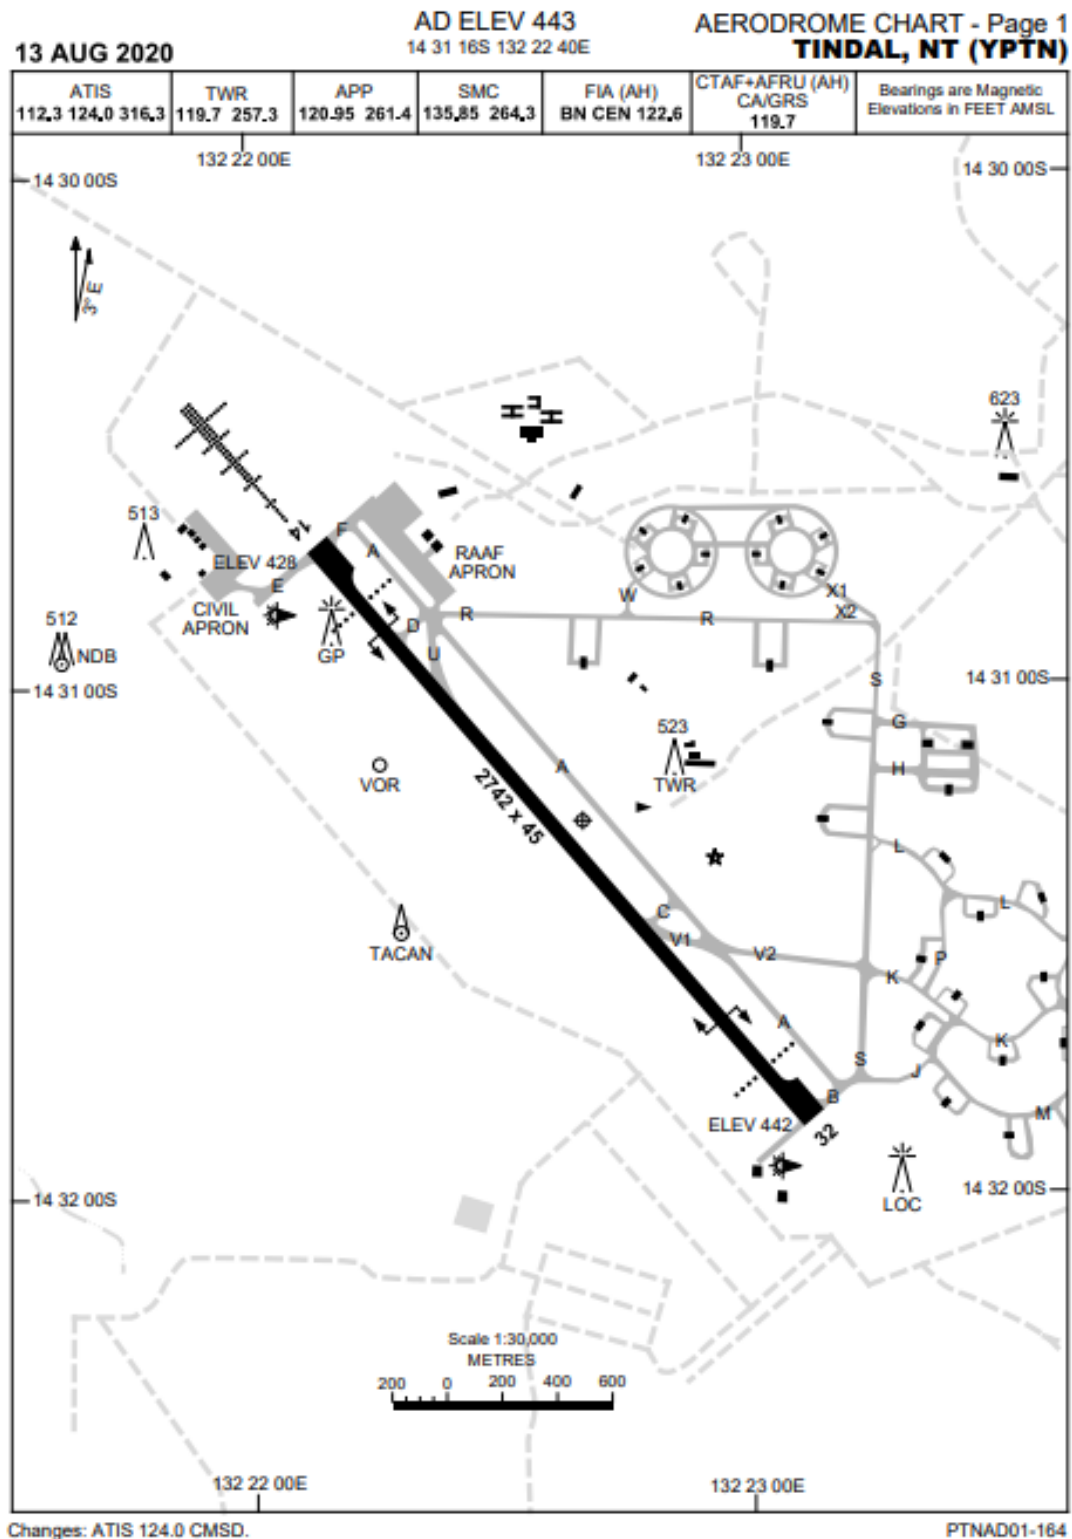 AD ELEV 443
AERODROME CHART - Page 1
13 AUG 2020
14 31 16S 132 22 40E
TINDAL, NT (YPTN)
ATIS
112.3 124.0 316.3
TWR
119.7 257.3
APP
120.95 261.4
SMC
135.85 264.3
FIA (AH)
BN CEN 122.6
CTAF+AFRU (AH)
CA/GRS
119.7
Bearings are Magnetic
Elevations in FEET AMSL
132 22 00E
132 23 00E
14 30 00S
14 30 00S
3° E
623
513
14
F
A
ELEV 428
RAAF
APRON
E
CIVIL
APRON
W
X1
X2
R
R
512
NDB
GP
D
U
S
14 31 00S
14 31 00S
G
523
TWR
H
A
VOR
2742 x 45
L
L
C
V1
V2
P
K
TACAN
A
K
S
J
B
M
ELEV 442
32
LOC
14 32 00S
14 32 00S
Scale 1:30,000
METRES
200 0 200 400 600
132 22 00E
132 23 00E
Changes: ATIS 124.0 CMSD.
PTNAD01-164